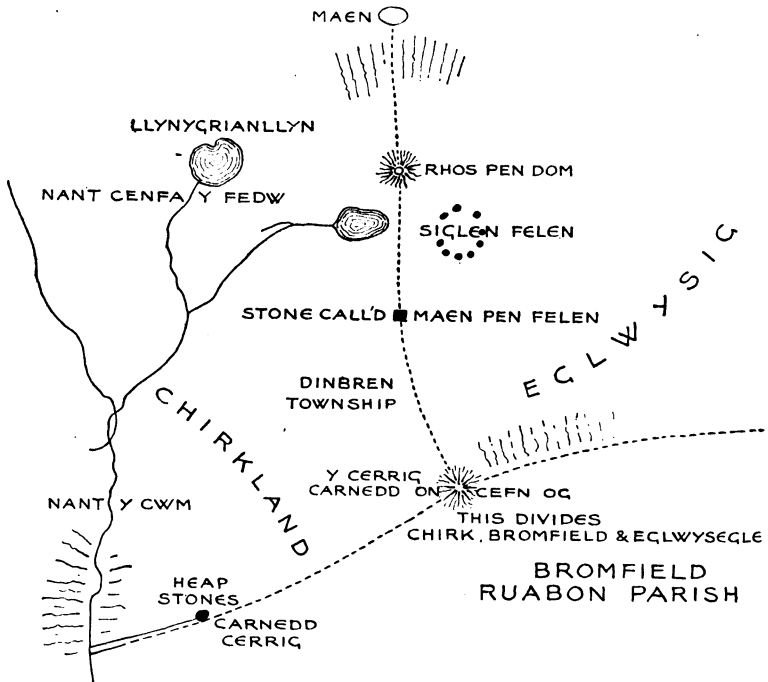 MAEN
LLYNYGRIANLLYN
RHOS PEN DOM
NANT CENFA Y FEDW
SIGLEN FELEN
EGLWYSIG
STONE CALL'D MAEN PEN FELEN
DINBREN
TOWNSHIP
CHIRKLAND
Y CERRIG
CARNEDD ON CEFN OG
THIS DIVIDES
CHIRK, BROMFIELD & EGLWYSEGLE
NANT Y CWM
BROMFIELD
RUABON PARISH
HEAP
STONES
CARNEDD
CERRIG